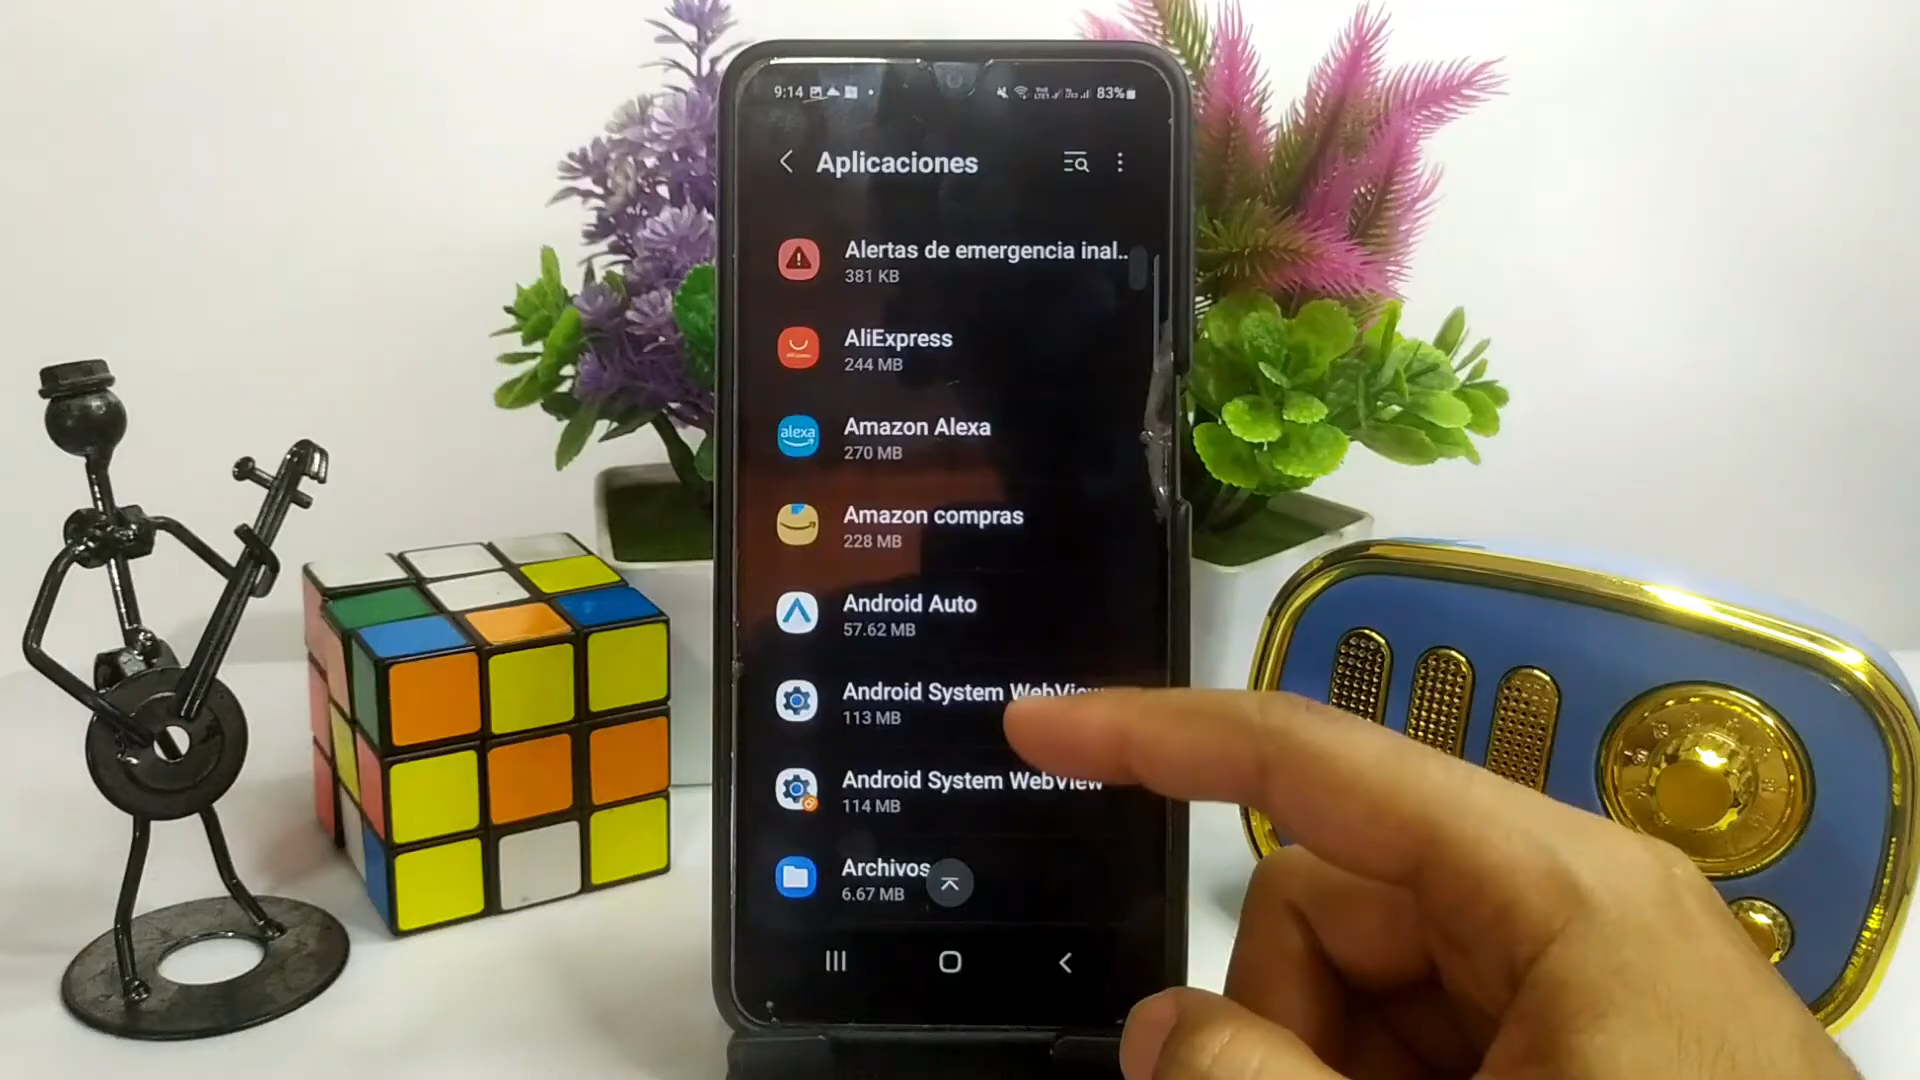 9:14
83%
Aplicaciones
Alertas de emergencia inal..
381 KB
AliExpress
244 MB
alexa
Amazon Alexa
270 MB
Amazon compras
228 MB
Android Auto
57.62 MB
Android System WebView
113 MB
Android System WebView
114 MB
Archivos
6.67 MB